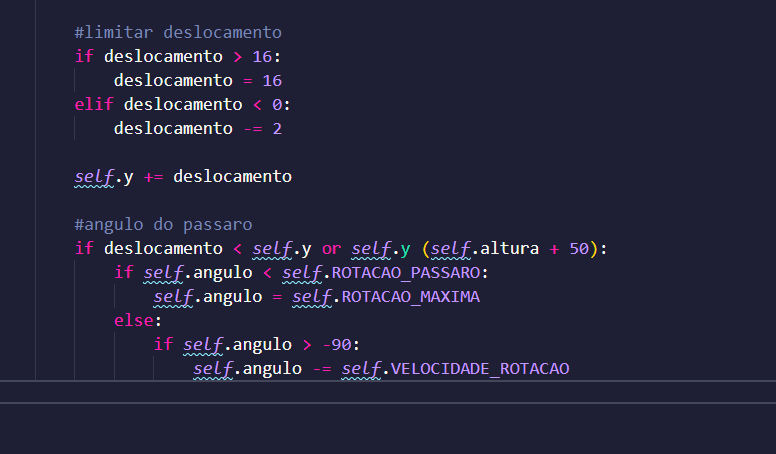 #limitar deslocamento
if deslocamento > 16:
deslocamento = 16
elif deslocamento < 0:
deslocamento -= 2
self.y += deslocamento
#angulo do passaro
if deslocamento < self.y or self.y (self.altura + 50):
if self.angulo < self.ROTACAO_PASSARO:
self.angulo = self.ROTACAO_MAXIMA
else:
if self.angulo > -90:
self.angulo -= self.VELOCIDADE_ROTACAO